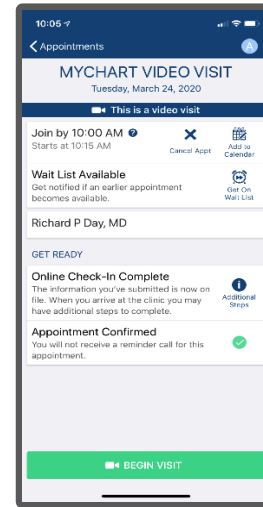 10:05
Appointments
A
MYCHART VIDEO VISIT
Tuesday, March 24, 2020
This is a video visit
Join by 10:00 AM ?
Starts at 10:15 AM
Cancel Appt
Add to
Calendar
Wait List Available
Get notified if an earlier appointment
becomes available.
Get On
Wait List
Richard P Day, MD
GET READY
Online Check-In Complete
The information you've submitted is now on
file. When you arrive at the clinic you may
have additional steps to complete.
Additional
Steps
Appointment Confirmed
You will not receive a reminder call for this
appointment.
BEGIN VISIT